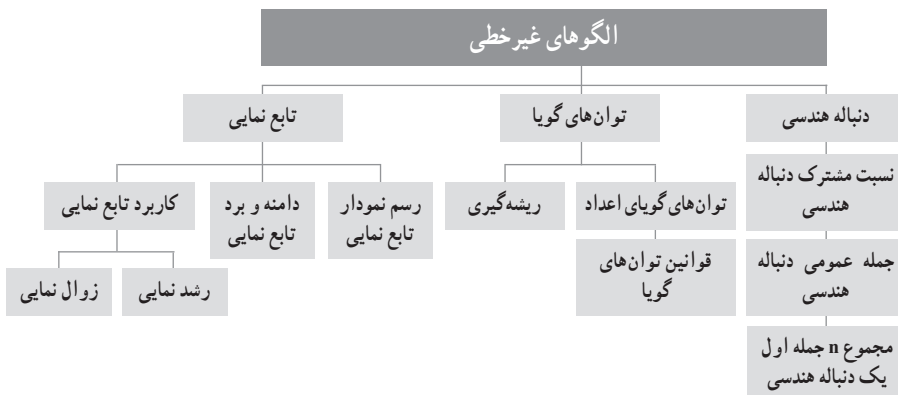 الگوهای غیرخطی
دنباله هندسی
توان‌های گویا
تابع نمایی
نسبت مشترک دنباله
هندسی
توان‌های گویای اعداد
ریشه‌گیری
رسم نمودار
تابع نمایی
دامنه و برد
تابع نمایی
کاربرد تابع نمایی
جمله عمومی دنباله
هندسی
قوانین توان‌های
گویا
رشد نمایی
زوال نمایی
مجموع n جمله اول
یک دنباله هندسی